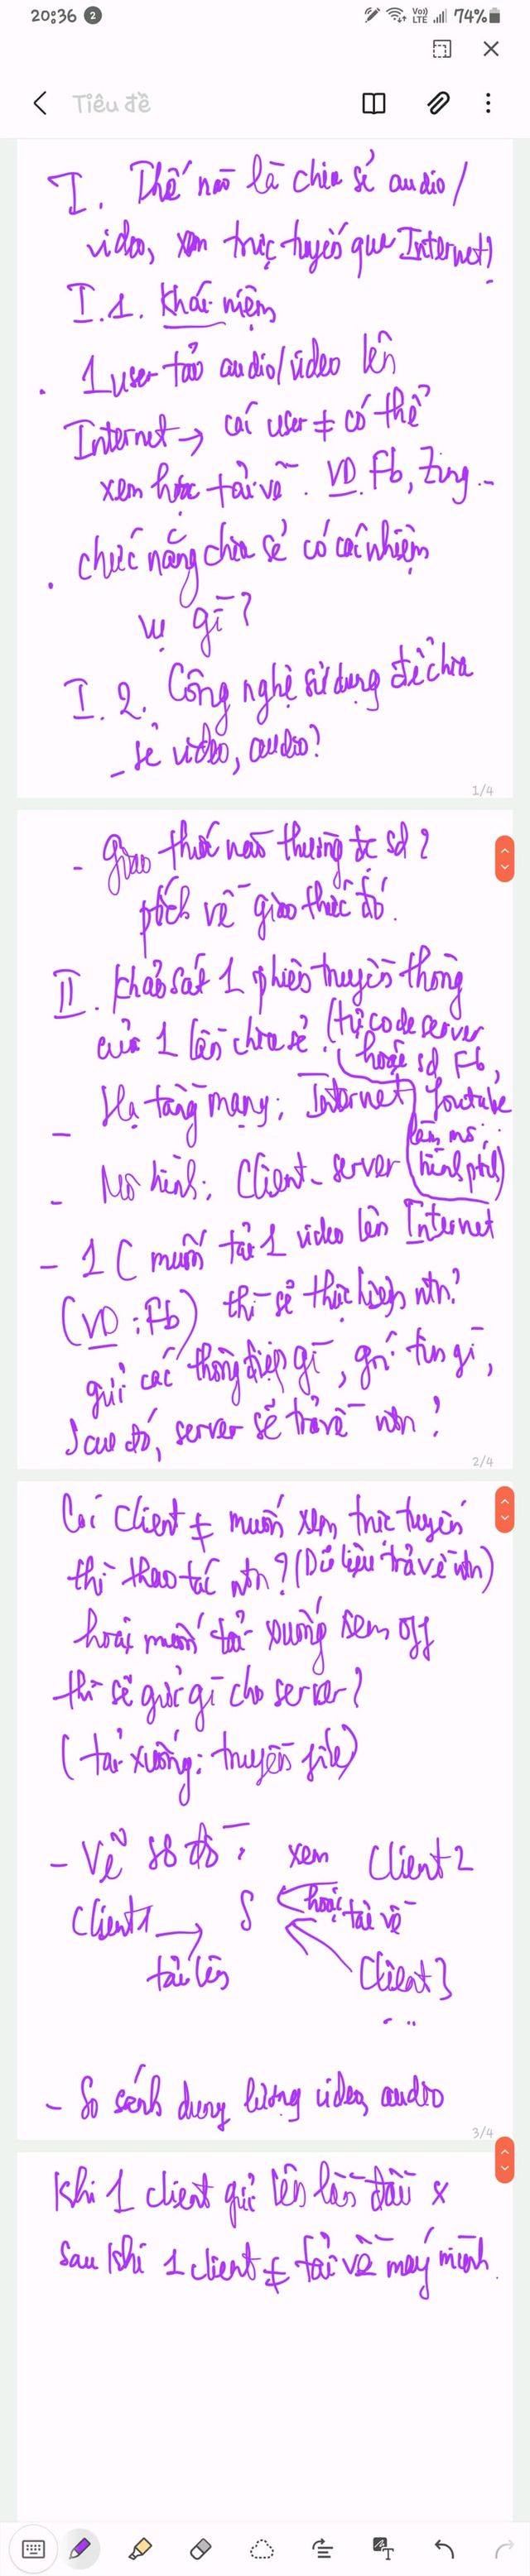 20:36 2 Vo)) LTE 74%
Tiêu đề
I. Thế nào là chia sẻ audio/
video, xem trực tuyến qua Internet?
I.1. Khái niệm
. 1 user tải audio/video lên
Internet → các user ≠ có thể
xem hoặc tải về. VD. Fb, Zing...
. chức năng chia sẻ có các nhiệm
vụ gì?
I.2. Công nghệ sử dụng để chia
- sẻ video, audio?
1/4
- giao thức nào thường đc sd?
ptích về giao thức đó.
II. Khảo sát 1 phiên truyền thông
của 1 lần chia sẻ. (tự code server
hoặc sd Fb,
Youtube
làm mô
hình ptích)
- Hạ tầng mạng: Internet
- Mô hình: Client-server
- 1 C muốn tải 1 video lên Internet
(VD: Fb) thì sẽ thực hiện ntn?
gửi các thông điệp gì, gói tin gì,
sau đó, server sẽ trả về ntn?
2/4
Các Client ≠ muốn xem trực tuyến
thì thao tác ntn? (Dữ liệu trả về ntn)
hoặc muốn tải xuống xem off
thì sẽ gửi gì cho server?
(tải xuống: truyền file)
- Vẽ sơ đồ: xem Client 2
Client 1 → S hoặc tải về
tải lên Client 3
...
- So sánh dung lượng video, audio
3/4
Khi 1 client gửi lên lần đầu x
sau khi 1 client ≠ tải về máy mình.